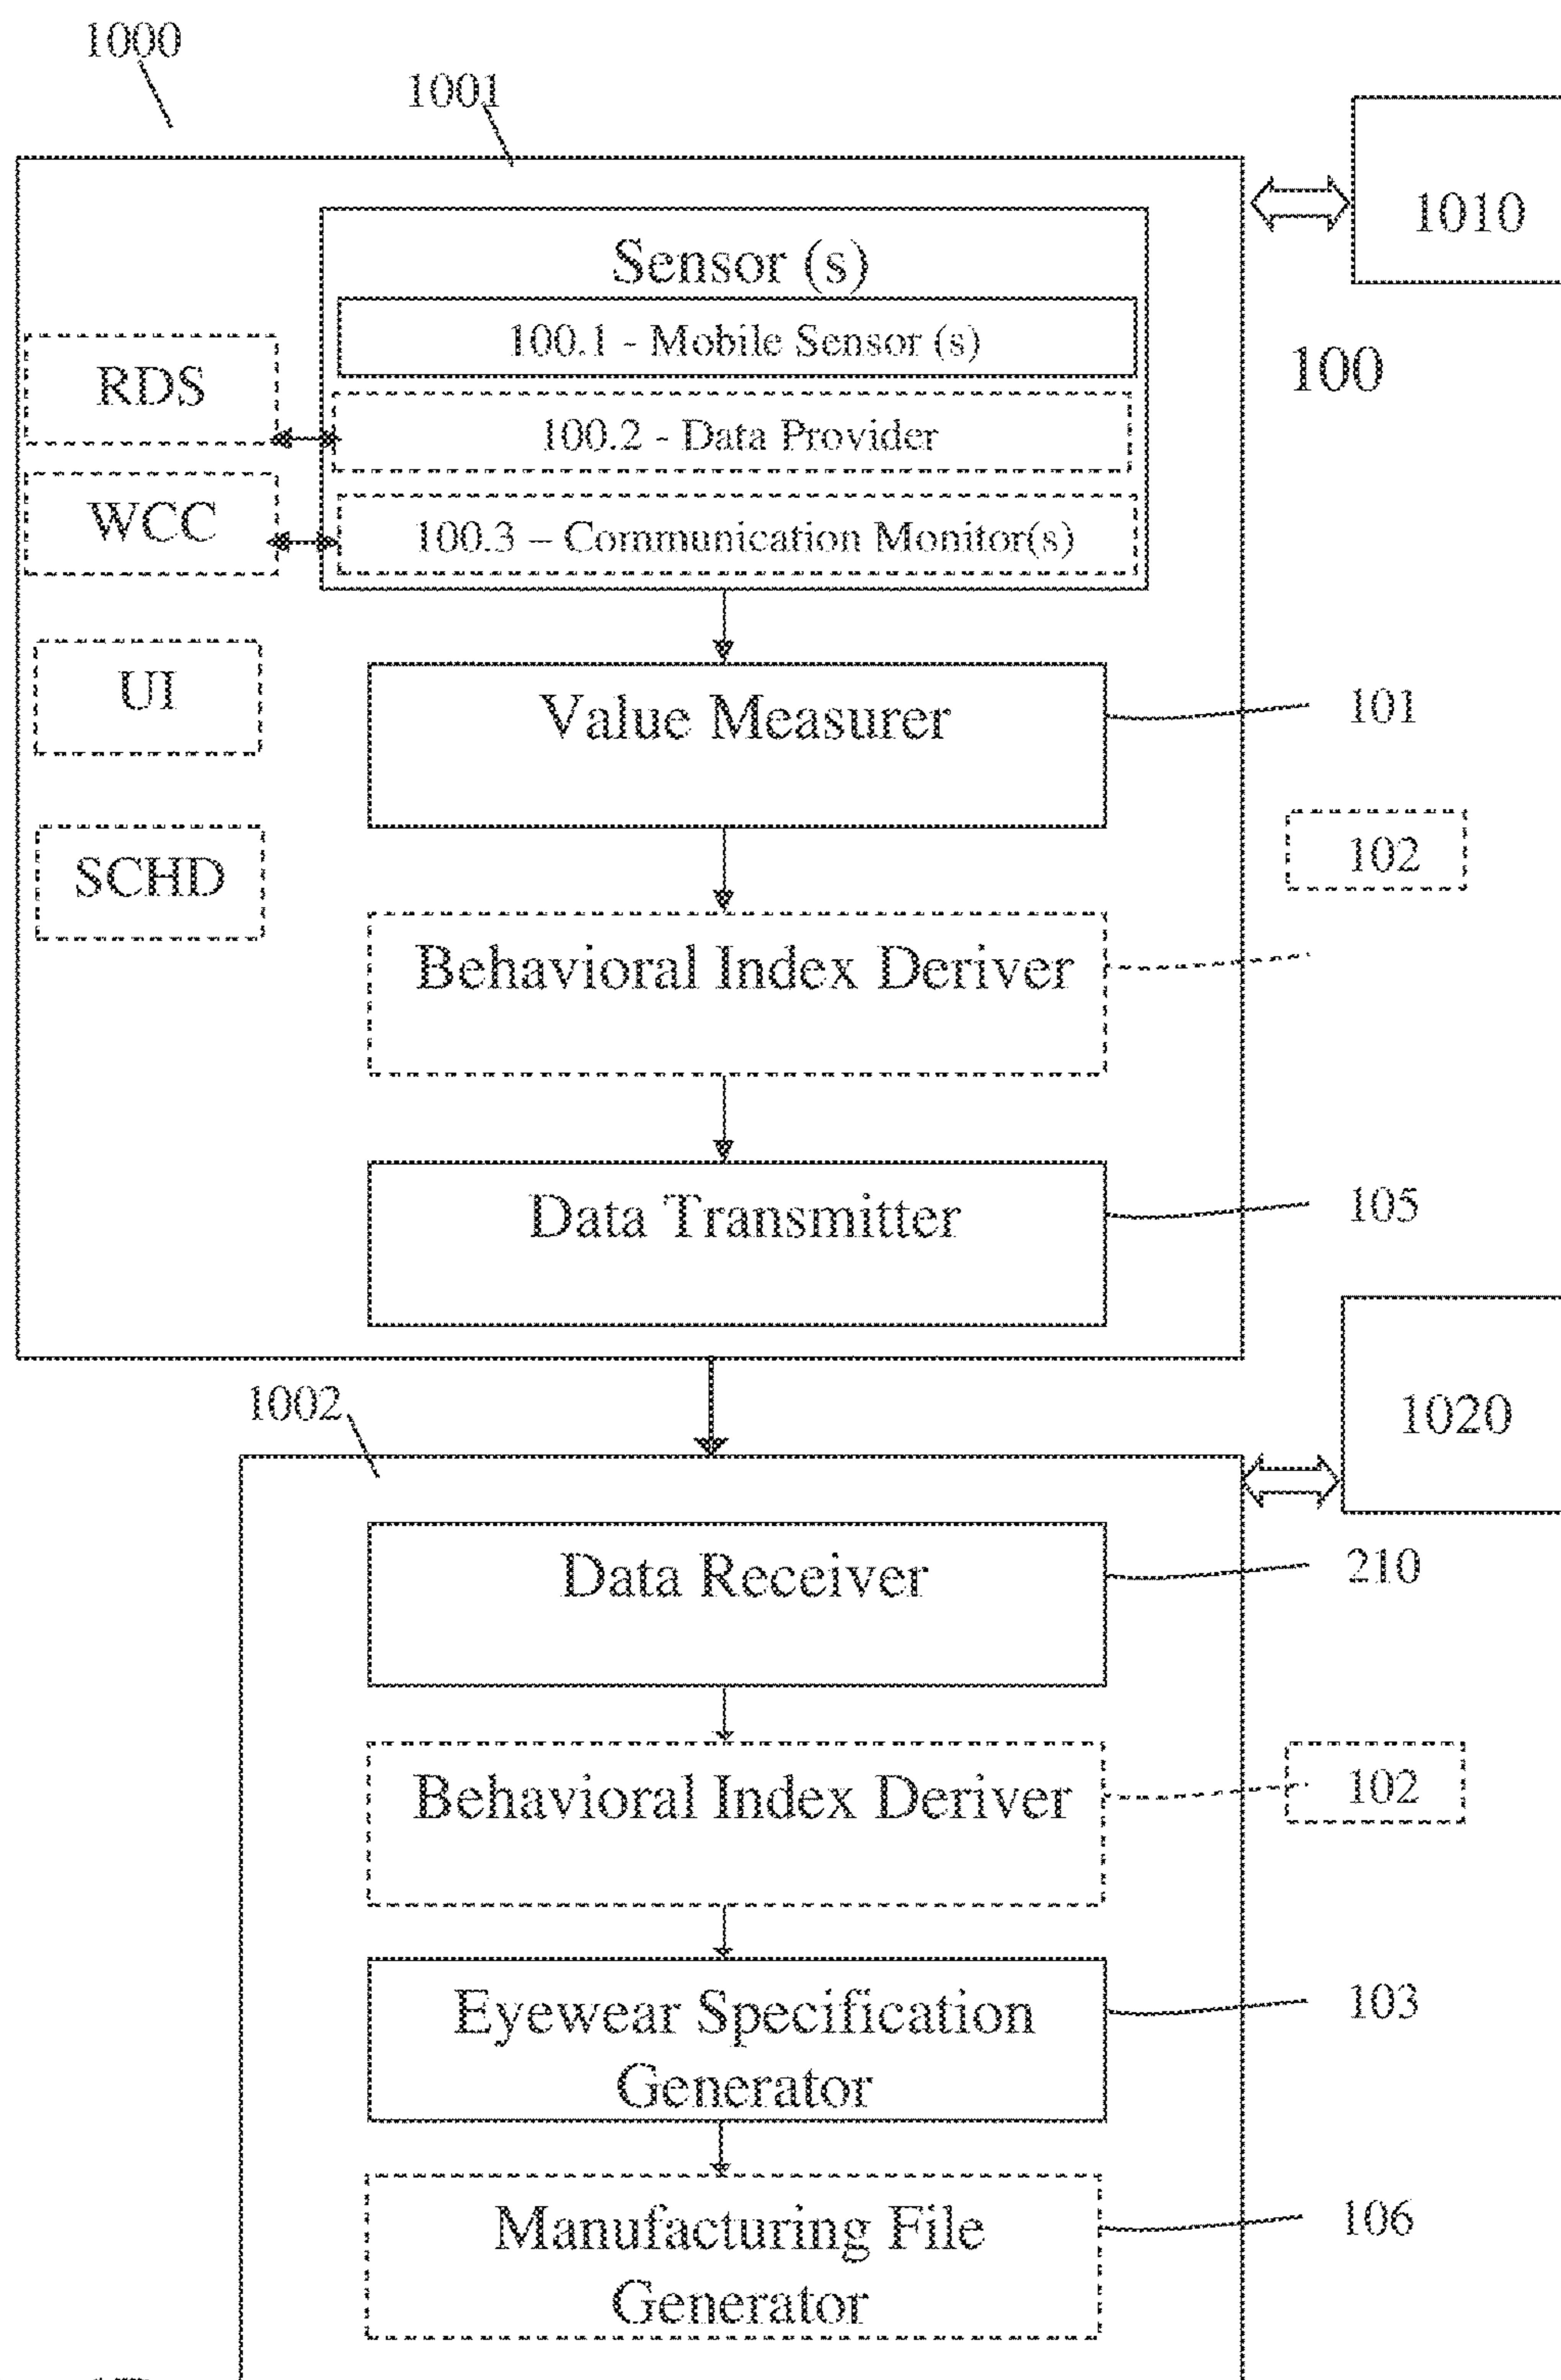 1000
1001
1010
Sensor (s)
100.1 - Mobile Sensor (s)
100
RDS
100.2 - Data Provider
WCC
100.3 – Communication Monitor(s)
UI
Value Measurer
101
102
SCHD
Behavioral Index Deriver
Data Transmitter
105
1002
1020
Data Receiver
210
Behavioral Index Deriver
102
Eyewear Specification
Generator
103
Manufacturing File
Generator
106